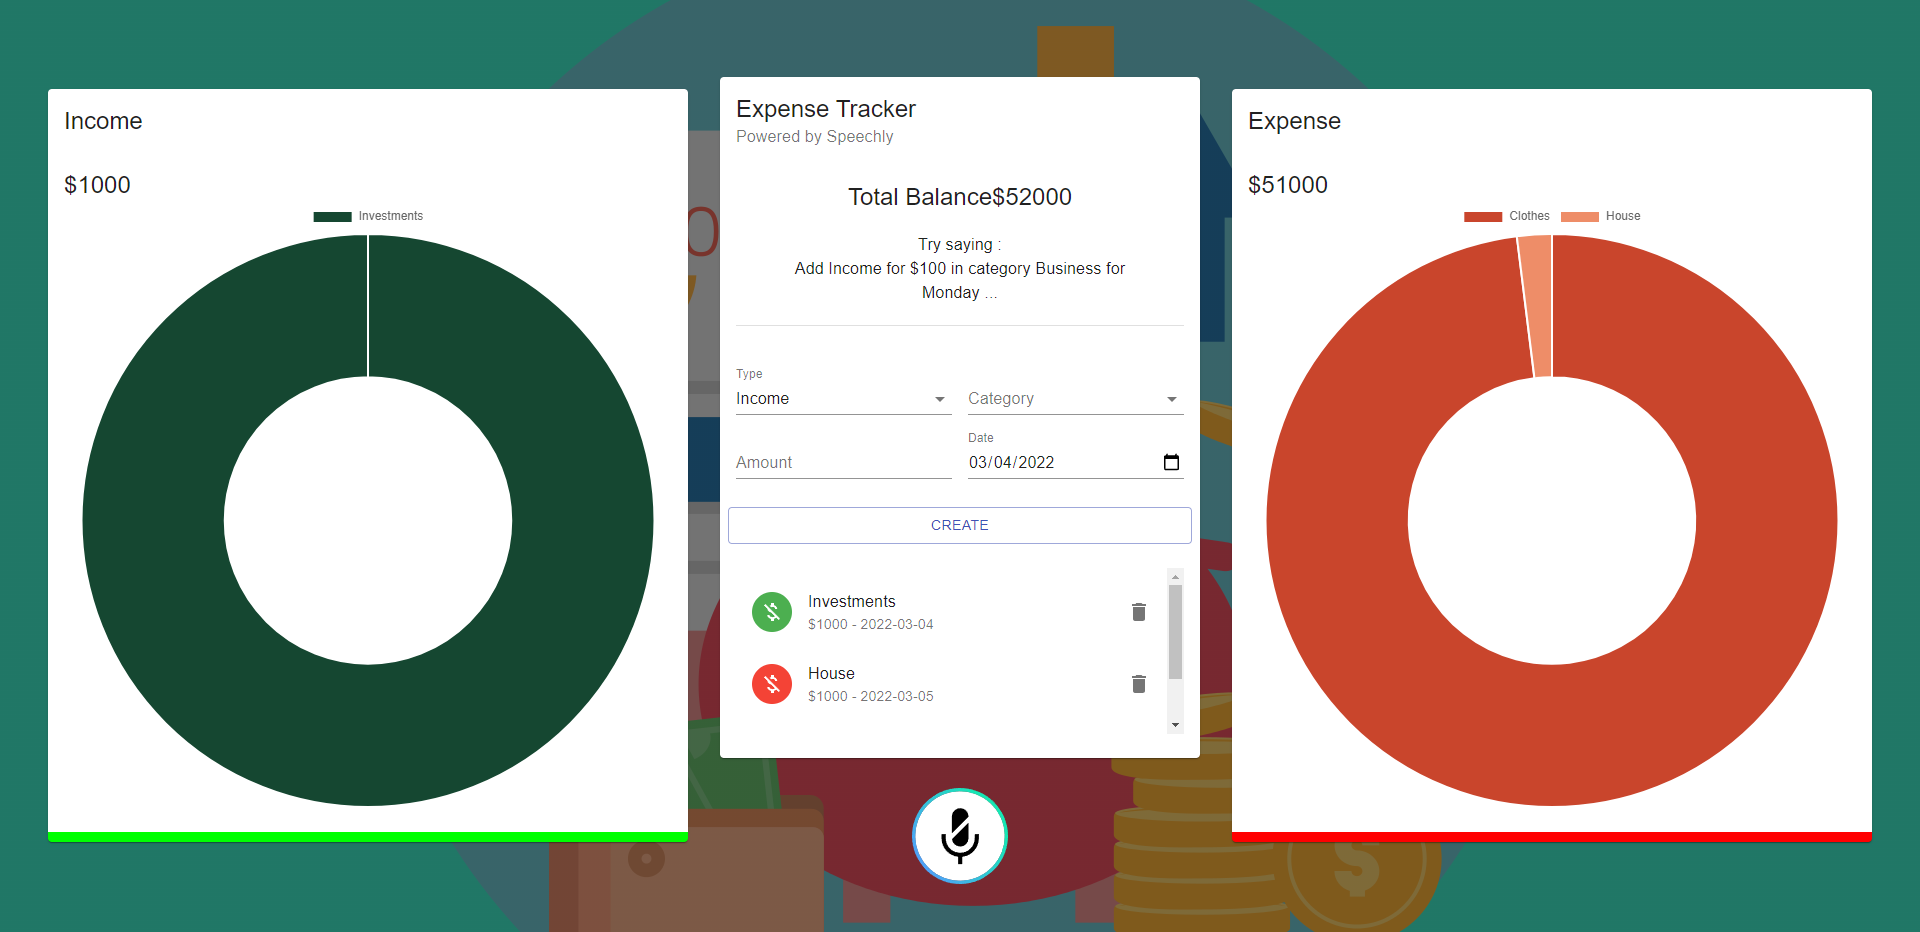 Income
$1000
Investments
Expense Tracker
Powered by Speechly
Total Balance$52000
Try saying :
Add Income for $100 in category Business for
Monday ...
Type
Income
Category
Amount
Date
03/04/2022
CREATE
Investments
$1000 - 2022-03-04
House
$1000 - 2022-03-05
Expense
$51000
Clothes House
0
$